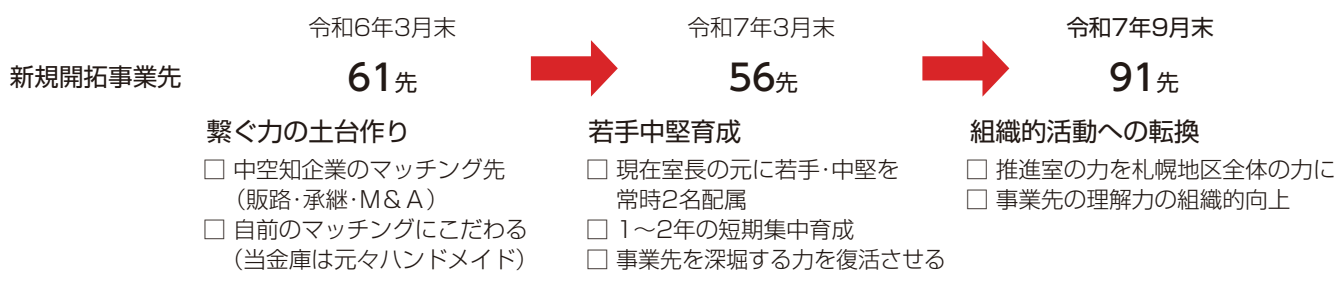 令和6年3月末
令和7年3月末
令和7年9月末
新規開拓事業先
61先
56先
91先
繋ぐ力の土台作り
□ 中空知企業のマッチング先
（販路・承継・M&A）
□ 自前のマッチングにこだわる
（当金庫は元々ハンドメイド）
若手中堅育成
□ 現在室長の元に若手・中堅を
常時2名配属
□ 1～2年の短期集中育成
□ 事業先を深堀する力を復活させる
組織的活動への転換
□ 推進室の力を札幌地区全体の力に
□ 事業先の理解力の組織的向上